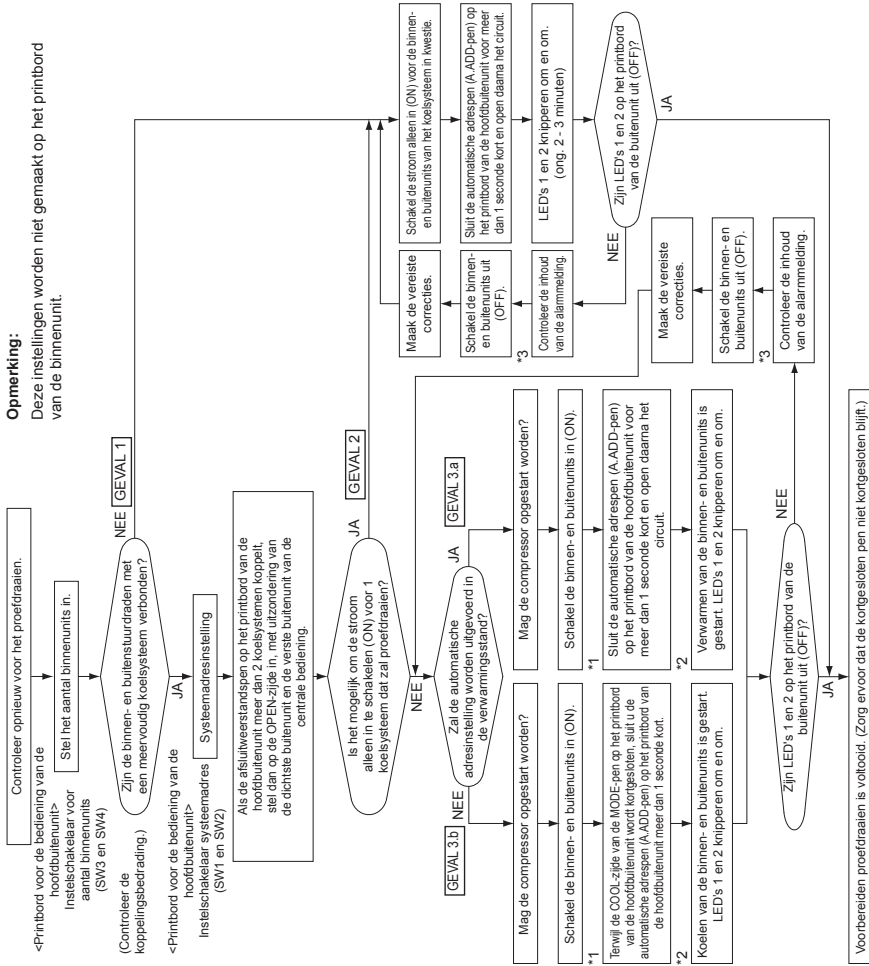 Opmerking:
Deze instellingen worden niet gemaakt op het printbord
van de binnenunit.
Controleer opnieuw voor het proefdraaien.
<Printbord voor de bediening van de
hoofdbuitenunit>
Instelschakelaar voor
aantal binnenunits
(SW3 en SW4)
Stel het aantal binnenunits in.
Zijn de binnen- en buitenstuurdraden met
een meervoudig koelsysteem verbonden?
(Controleer de
koppelingsbedrading.)
NEE
GEVAL 1
JA
<Printbord voor de bediening van de
hoofdbuitenunit>
Instelschakelaar systeemadres
(SW1 en SW2)
Systeemadresinstelling
Als de afsluitweerstandspen op het printbord van de
hoofdbuitenunit meer dan 2 koelsystemen koppelt,
stel dan op de OPEN-zijde in, met uitzondering van
de dichtste buitenunit en de verste buitenunit van de
centrale bediening.
Is het mogelijk om de stroom
alleen in te schakelen (ON) voor 1
koelsysteem dat zal proefdraaien?
JA
GEVAL 2
NEE
Schakel de stroom alleen in (ON) voor de binnen-
en buitenunits van het koelsysteem in kwestie.
Sluit de automatische adrespen (A.ADD-pen) op
het printbord van de hoofdbuitenunit voor meer
dan 1 seconde kort en open daarna het circuit.
LED's 1 en 2 knipperen om en om.
(ong. 2 - 3 minuten)
Zijn LED's 1 en 2 op het printbord
van de buitenunit uit (OFF)?
NEE
JA
Maak de vereiste
correcties.
Schakel de binnen-
en buitenunits uit
(OFF).
*3
Controleer de inhoud
van de alarmmelding.
Zal de automatische
adresinstelling worden uitgevoerd in
de verwarmingsstand?
NEE
GEVAL 3.b
JA
GEVAL 3.a
Mag de compressor opgestart worden?
Schakel de binnen- en buitenunits in (ON).
*1
Terwijl de COOL-zijde van de MODE-pen op het printbord
van de hoofdbuitenunit wordt kortgesloten, sluit u de
automatische adrespen (A.ADD-pen) op het printbord van
de hoofdbuitenunit meer dan 1 seconde kort.
*2
Koelen van de binnen- en buitenunits is gestart.
LED's 1 en 2 knipperen om en om.
Mag de compressor opgestart worden?
Schakel de binnen- en buitenunits in (ON).
*1
Sluit de automatische adrespen (A.ADD-pen)
op het printbord van de hoofdbuitenunit voor
meer dan 1 seconde kort en open daarna het
circuit.
*2
Verwarmen van de binnen- en buitenunits is
gestart. LED's 1 en 2 knipperen om en om.
Zijn LED's 1 en 2 op het printbord van de
buitenunit uit (OFF)?
NEE
JA
Maak de vereiste
correcties.
Schakel de binnen- en
buitenunits uit (OFF).
*3
Controleer de inhoud
van de alarmmelding.
Voorbereiden proefdraaien is voltooid. (Zorg ervoor dat de kortgesloten pen niet kortgesloten blijft.)